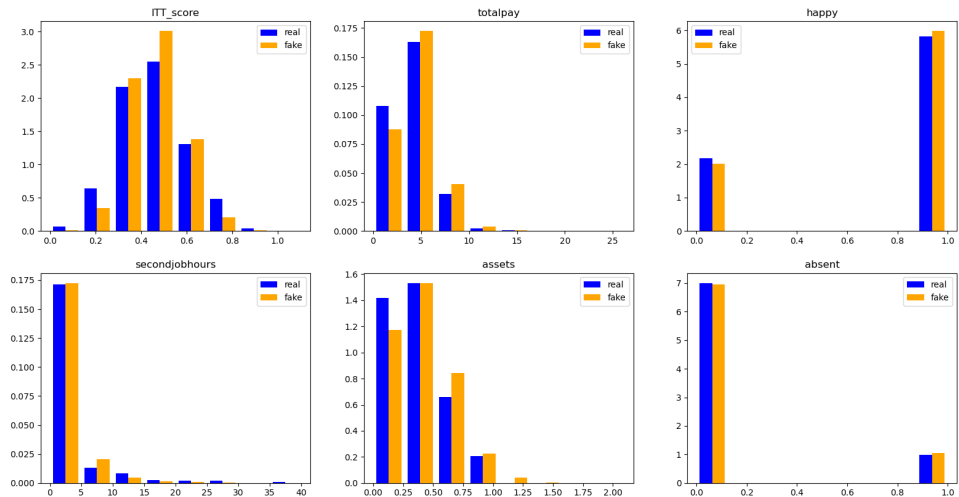 ITT_score
3.0
2.5
2.0
1.5
1.0
0.5
0.0
real
fake
0.0 0.2 0.4 0.6 0.8 1.0
totalpay
0.175
0.150
0.125
0.100
0.075
0.050
0.025
0.000
real
fake
0 5 10 15 20 25
happy
6
5
4
3
2
1
0
real
fake
0.0 0.2 0.4 0.6 0.8 1.0
secondjobhours
0.175
0.150
0.125
0.100
0.075
0.050
0.025
0.000
real
fake
0 5 10 15 20 25 30 35 40
assets
1.6
1.4
1.2
1.0
0.8
0.6
0.4
0.2
0.0
real
fake
0.00 0.25 0.50 0.75 1.00 1.25 1.50 1.75 2.00
absent
7
6
5
4
3
2
1
0
real
fake
0.0 0.2 0.4 0.6 0.8 1.0